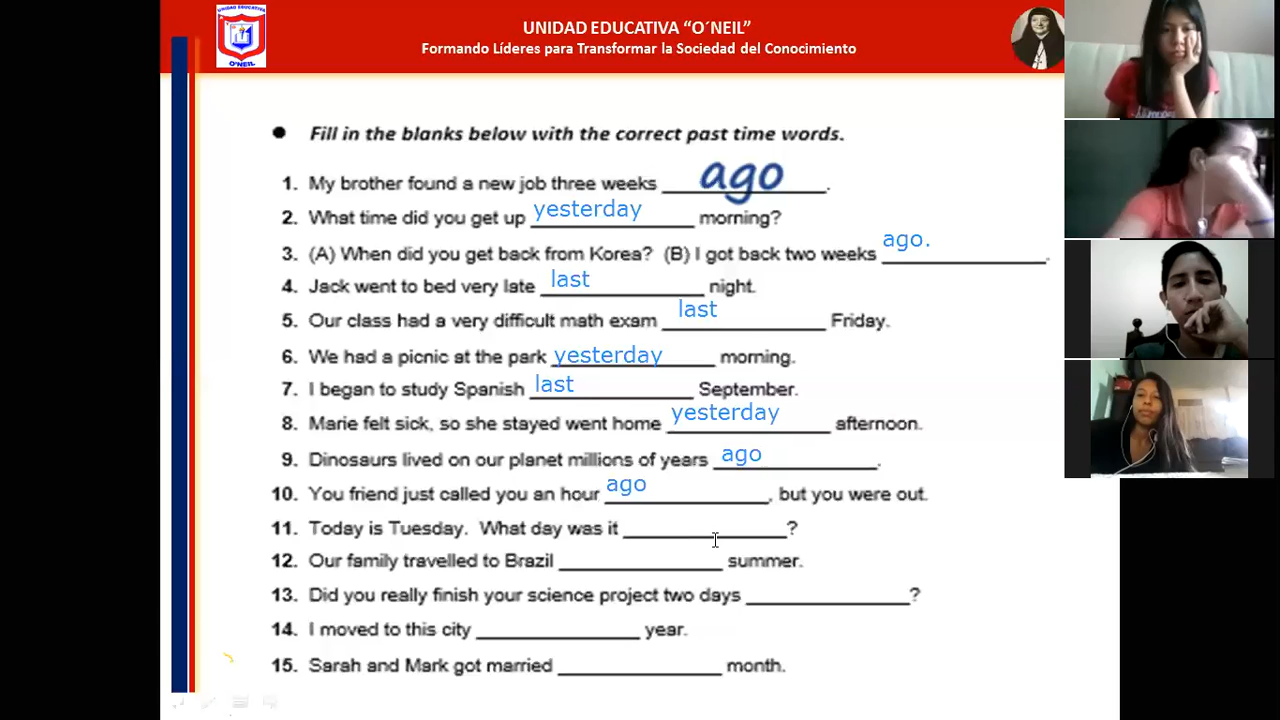 UNIDAD EDUCATIVA
O´NEIL
UNIDAD EDUCATIVA “O´NEIL”
Formando Líderes para Transformar la Sociedad del Conocimiento
● Fill in the blanks below with the correct past time words.
1. My brother found a new job three weeks ago.
2. What time did you get up yesterday morning?
3. (A) When did you get back from Korea? (B) I got back two weeks ago. .
4. Jack went to bed very late last night.
5. Our class had a very difficult math exam last Friday.
6. We had a picnic at the park yesterday morning.
7. I began to study Spanish last September.
8. Marie felt sick, so she stayed went home yesterday afternoon.
9. Dinosaurs lived on our planet millions of years ago.
10. You friend just called you an hour ago, but you were out.
11. Today is Tuesday. What day was it ____________?
12. Our family travelled to Brazil ____________ summer.
13. Did you really finish your science project two days ____________?
14. I moved to this city ____________ year.
15. Sarah and Mark got married ____________ month.